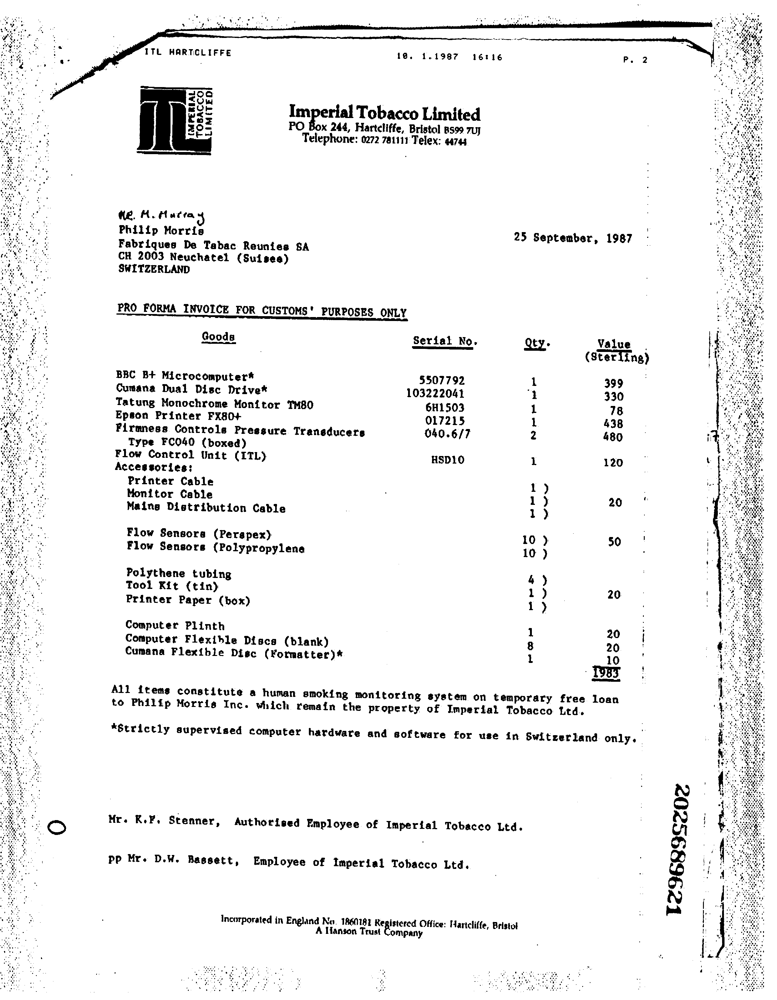 ITL HARTCLIFFE 10. 1.1987 16:16 P. 2
IMPERIAL
TOBACCO
LIMITED
Imperial Tobacco Limited
PO Box 244, Hartcliffe, Bristol BS99 7UJ
Telephone: 0272 781111 Telex: 44744
Mr. H. Murray
Philip Morris
Fabriques De Tabac Reunies SA
CH 2003 Neuchatel (Suisee)
SWITZERLAND
25 September, 1987
PRO FORMA INVOICE FOR CUSTOMS' PURPOSES ONLY
Goods Serial No. Qty. Value
(Sterling)
BBC B+ Microcomputer* 5507792 1 399
Cumana Dual Disc Drive* 103222041 1 330
Tatung Monochrome Monitor TM80 6H1503 1 78
Epson Printer FX80+ 017215 1 438
Firmness Controls Pressure Transducers 040.6/7 2 480
Type FC040 (boxed)
Flow Control Unit (ITL) HSD10 1 120
Accessories:
Printer Cable 1 )
Monitor Cable 1 ) 20
Mains Distribution Cable 1 )
Flow Sensors (Perspex) 10 ) 50
Flow Sensors (Polypropylene 10 )
Polythene tubing 4 )
Tool Kit (tin) 1 ) 20
Printer Paper (box) 1 )
Computer Plinth 1 20
Computer Flexible Discs (blank) 8 20
Cumana Flexible Disc (Formatter)* 1 10
1983
All items constitute a human smoking monitoring system on temporary free loan
to Philip Morris Inc. which remain the property of Imperial Tobacco Ltd.
*Strictly supervised computer hardware and software for use in Switzerland only.
Mr. K.F. Stenner, Authorised Employee of Imperial Tobacco Ltd.
pp Mr. D.W. Bassett, Employee of Imperial Tobacco Ltd.
2025689621
Incorporated in England No. 1860181 Registered Office: Hartcliffe, Bristol
A Hanson Trust Company